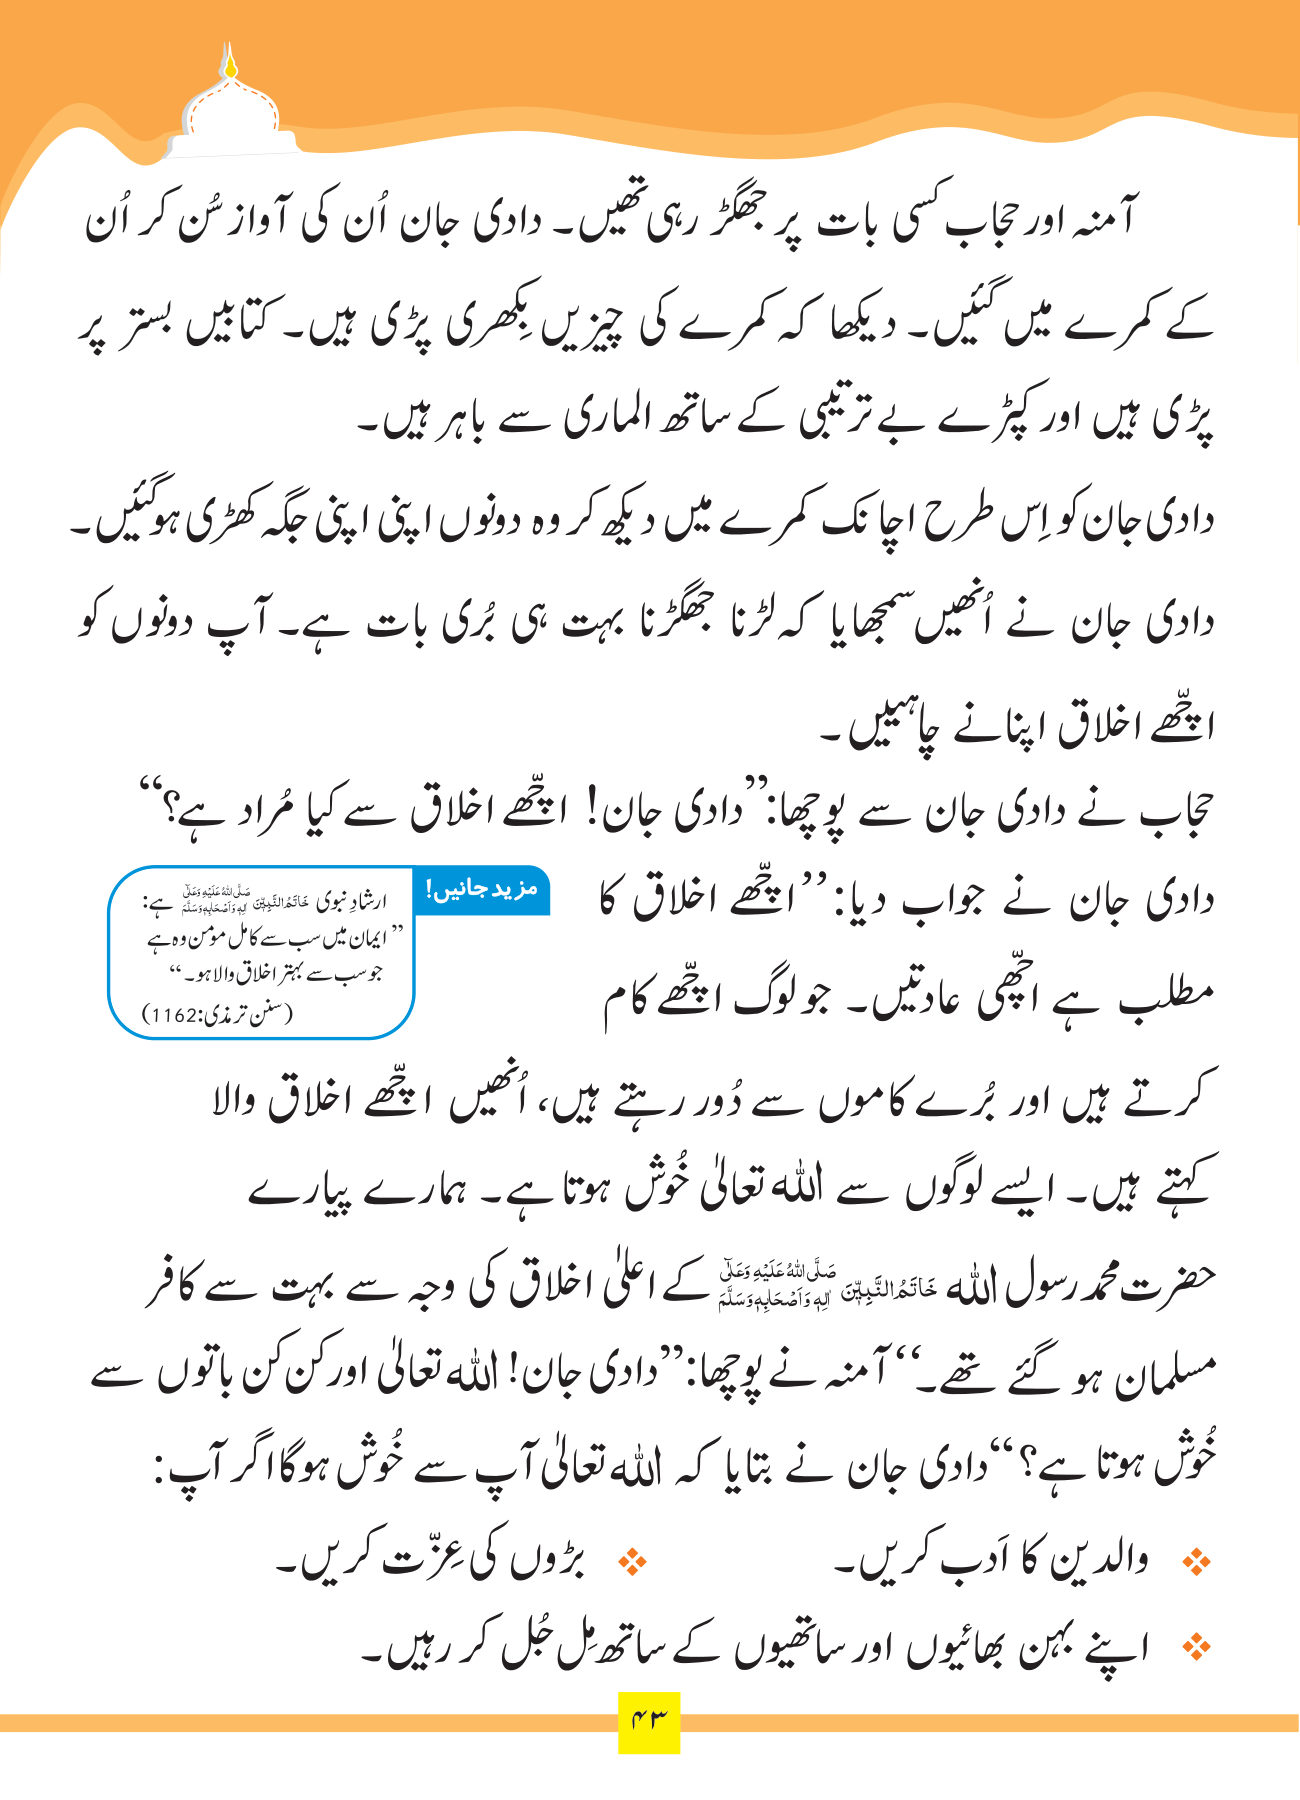 آمنہ اور حجاب کسی بات پر جھگڑ رہی تھیں۔ دادی جان اُن کی آواز سُن کر اُن
کے کمرے میں گئیں۔ دیکھا کہ کمرے کی چیزیں بِکھری پڑی ہیں۔ کتابیں بستر پر
پڑی ہیں اور کپڑے بے ترتیبی کے ساتھ الماری سے باہر ہیں۔
دادی جان کو اِس طرح اچانک کمرے میں دیکھ کر وہ دونوں اپنی اپنی جگہ کھڑی ہوگئیں۔
دادی جان نے اُنھیں سمجھایا کہ لڑنا جھگڑنا بہت ہی بُری بات ہے۔ آپ دونوں کو
اچّھے اخلاق اپنانے چاہییں۔
حجاب نے دادی جان سے پوچھا:”دادی جان! اچّھے اخلاق سے کیا مُراد ہے؟“
دادی جان نے جواب دیا: ”اچّھے اخلاق کا
مطلب ہے اچّھی عادتیں۔ جو لوگ اچّھے کام
مزید جانیں!
ارشادِ نبوی خَاتَمُ النَّبِیّٖنَ صَلَّی اللہُ عَلَیْہِ وَعَلٰٓی اٰلِہٖ وَاَصْحَابِہٖ وَسَلَّمَ ہے:
”ایمان میں سب سے کامل مومن وہ ہے
جو سب سے بہتر اخلاق والا ہو۔“
(سنن ترمذی:1162)
کرتے ہیں اور بُرے کاموں سے دُور رہتے ہیں، اُنھیں اچّھے اخلاق والا
کہتے ہیں۔ ایسے لوگوں سے اللہ تعالیٰ خُوش ہوتا ہے۔ ہمارے پیارے
حضرت محمد رسول اللہ خَاتَمُ النَّبِیّٖنَ صَلَّی اللہُ عَلَیْہِ وَعَلٰٓی اٰلِہٖ وَاَصْحَابِہٖ وَسَلَّمَ کے اعلیٰ اخلاق کی وجہ سے بہت سے کافر
مسلمان ہو گئے تھے۔“ آمنہ نے پوچھا:”دادی جان! اللہ تعالیٰ اور کن کن باتوں سے
خُوش ہوتا ہے؟“ دادی جان نے بتایا کہ اللہ تعالیٰ آپ سے خُوش ہوگا اگر آپ:
❖ والدین کا اَدب کریں۔ ❖ بڑوں کی عِزّت کریں۔
❖ اپنے بہن بھائیوں اور ساتھیوں کے ساتھ مِل جُل کر رہیں۔
۴۳